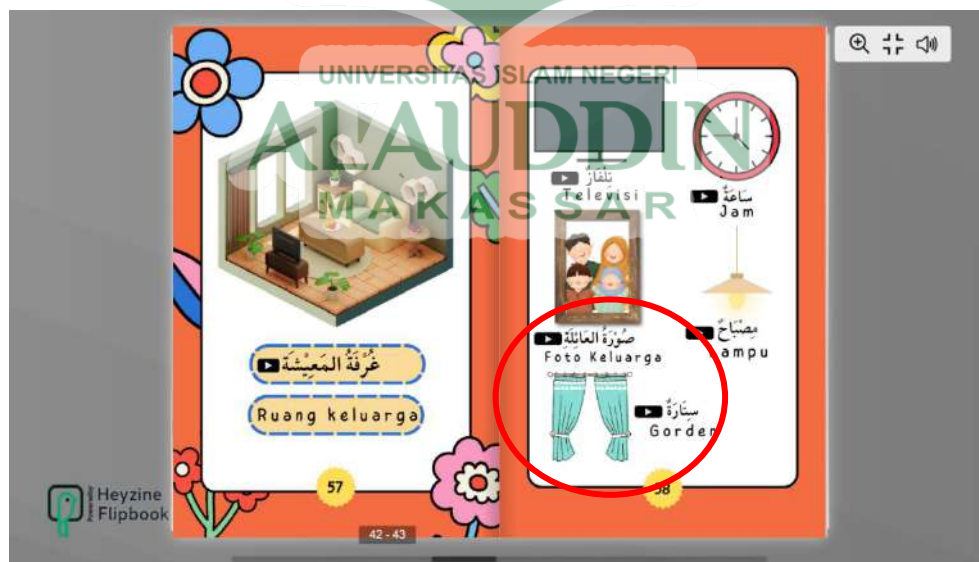 UNIVERSITAS ISLAM NEGERI
ALAUDDIN
MAKASSAR
غُرْفَةُ المَعِيْشَة
Ruang keluarga
57
تِلْفَازٌ
Televisi
سَاعَةٌ
Jam
صُوْرَةُ العَائِلَةِ
Foto Keluarga
مِصْبَاحٌ
ampu
سِتَارَةٌ
Gorden
58
Heyzine
Flipbook
42 - 43